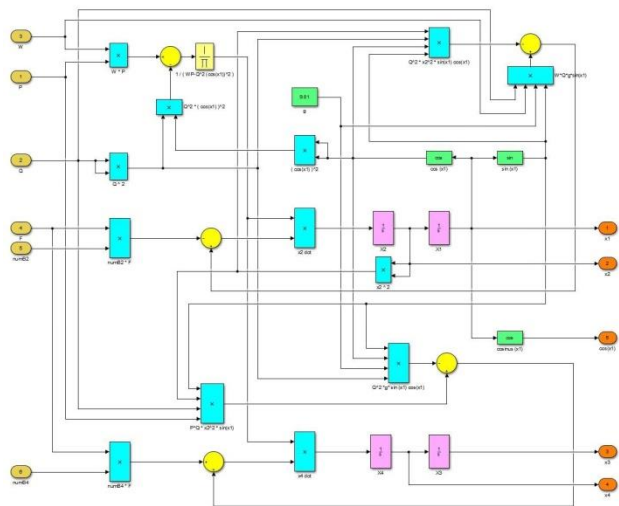 3
W
1
P
2
Q
4
F
5
numB2
6
numB4
W * P
1 / ( WP-Q^2 ( cos(x1))^2 )
Q^2 * ( cos(x1) )^2
Q ^ 2
9.81
g
( cos(x1) )^2
Q^2 * x2^2 * sin(x1) cos(x1)
W*Q*g*sin(x1)
cos
cos (x1)
sin
sin (x1)
numB2 * F
x2 dot
X2
X1
x2 ^ 2
1
x1
2
x2
cos
cosinus (x1)
5
cos(x1)
Q^2 *g* sin (x1) cos(x1)
P*Q * x2^2 * sin(x1)
numB4 * F
x4 dot
X4
X3
3
x3
4
x4